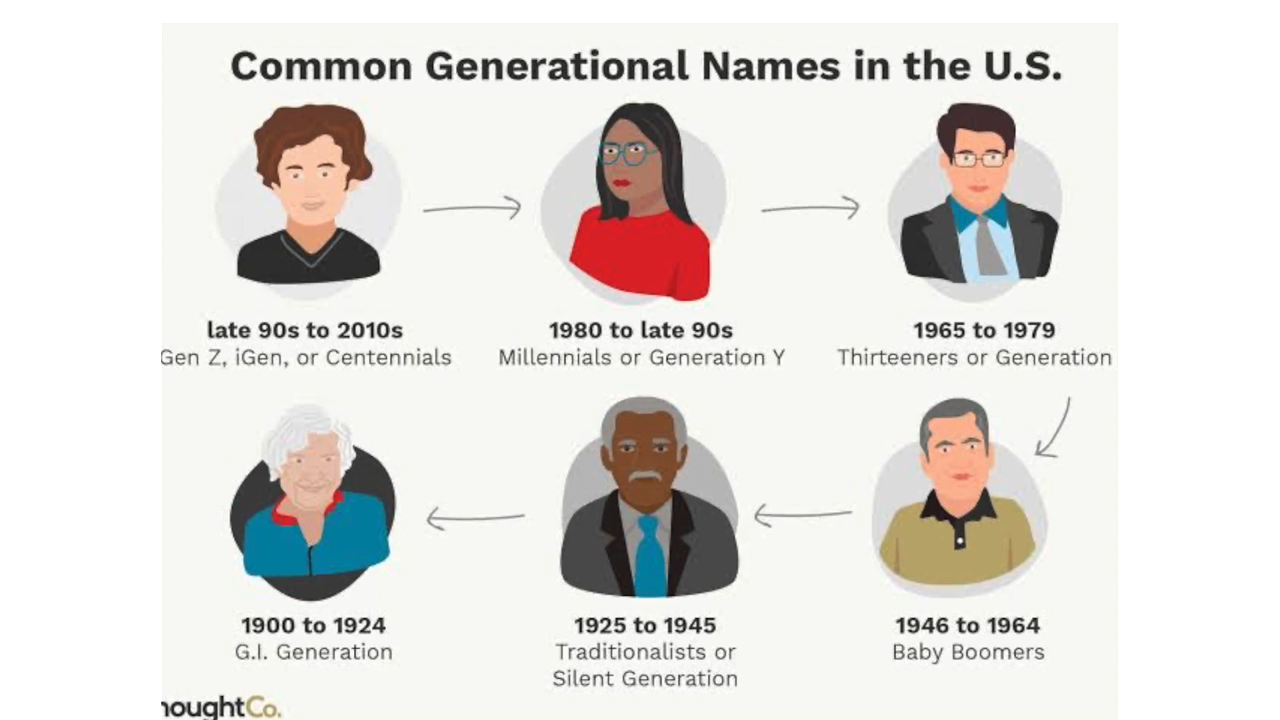 Common Generational Names in the U.S.
late 90s to 2010s
Gen Z, iGen, or Centennials
1980 to late 90s
Millennials or Generation Y
1965 to 1979
Thirteeners or Generation
1946 to 1964
Baby Boomers
1925 to 1945
Traditionalists or
Silent Generation
1900 to 1924
G.I. Generation
houghtCo.